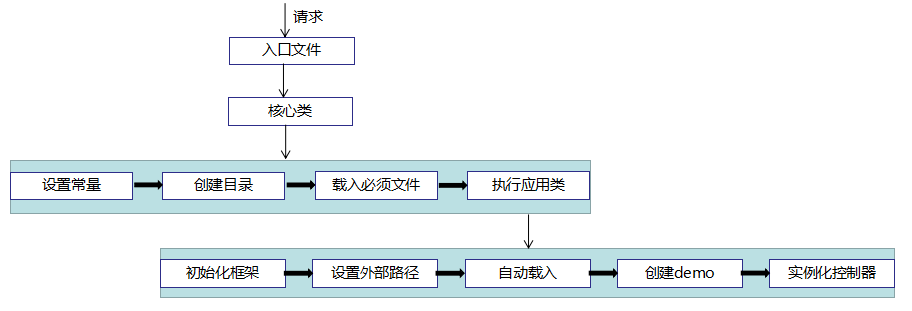 请求
入口文件
核心类
设置常量
创建目录
载入必须文件
执行应用类
初始化框架
设置外部路径
自动载入
创建demo
实例化控制器